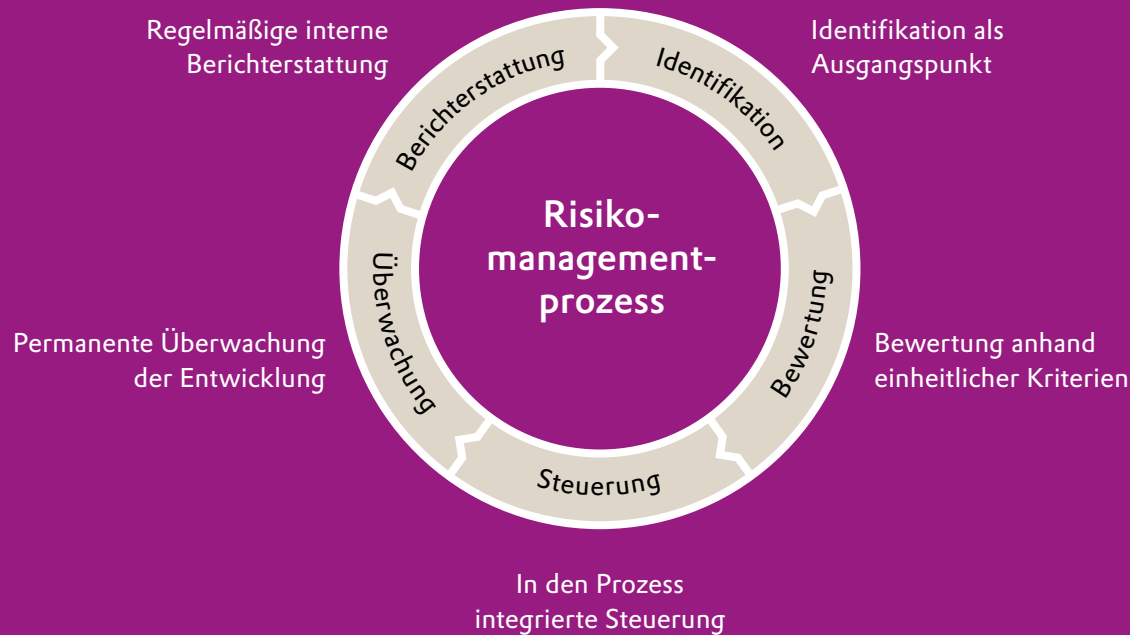 Regelmäßige interne
Berichterstattung
Identifikation als
Ausgangspunkt
Berichterstattung
Identifikation
Risiko-
management-
prozess
Überwachung
Bewertung
Permanente Überwachung
der Entwicklung
Bewertung anhand
einheitlicher Kriterien
Steuerung
In den Prozess
integrierte Steuerung